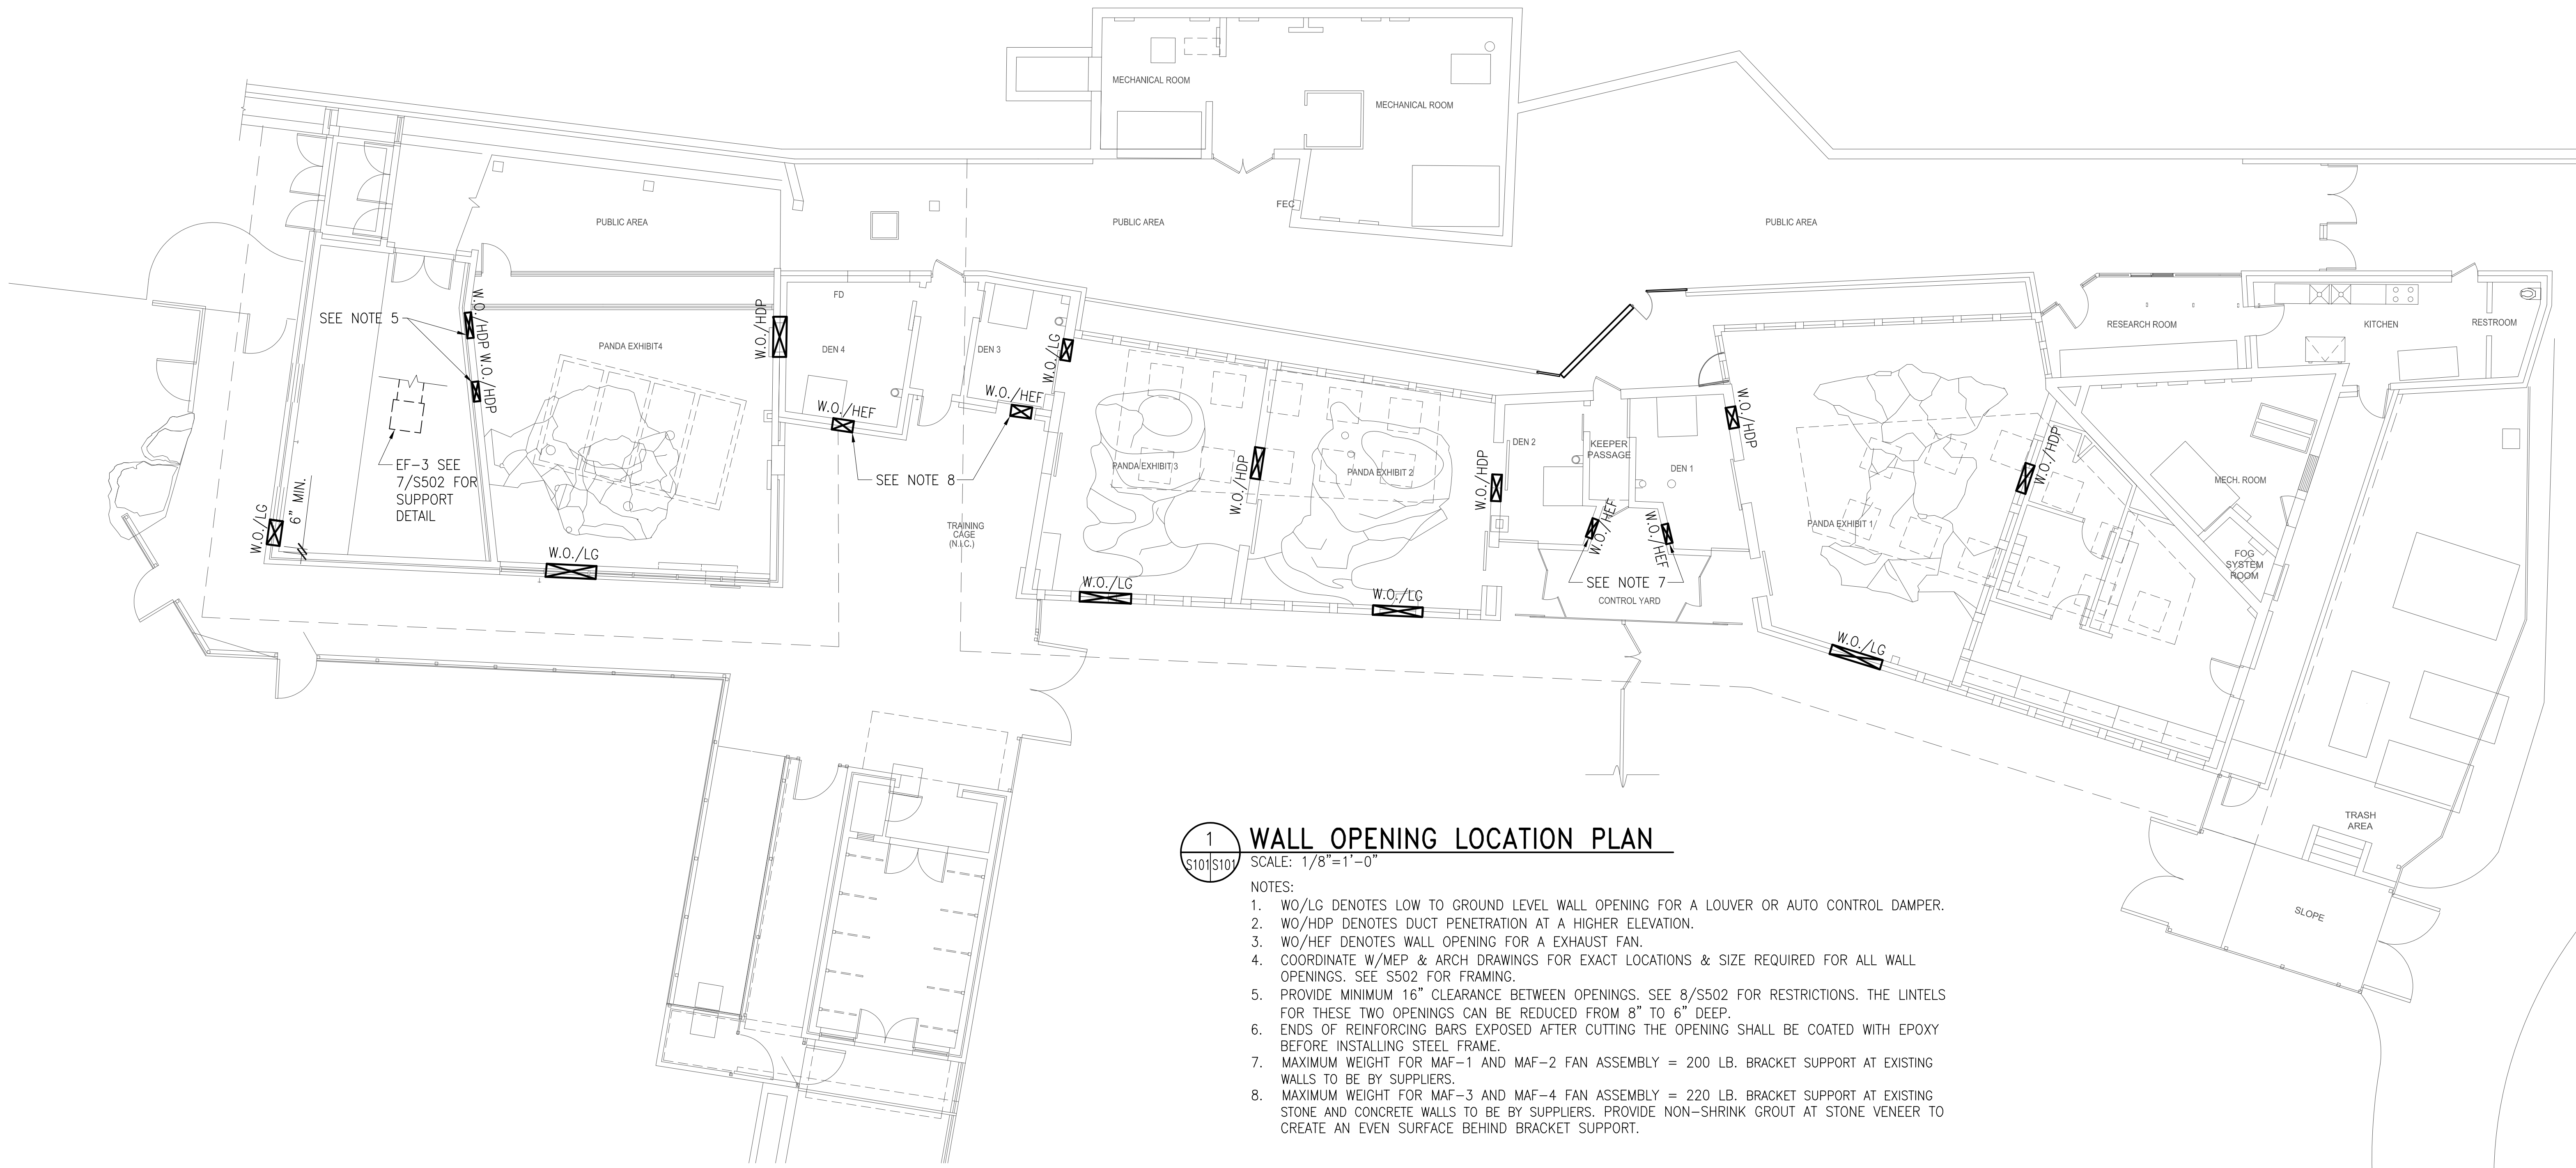 MECHANICAL ROOM
MECHANICAL ROOM
FEC
PUBLIC AREA
PUBLIC AREA
PUBLIC AREA
SEE NOTE 5
W.O./HDP
W.O./HDP
PANDA EXHIBIT4
W.O./HDP
FD
DEN 4
DEN 3
W.O./LG
W.O./HEF
W.O./HEF
SEE NOTE 8
EF-3 SEE
7/S502 FOR
SUPPORT
DETAIL
6" MIN.
W.O./LG
W.O./LG
TRAINING
CAGE
(N.I.C.)
PANDA EXHIBIT 3
W.O./HDP
PANDA EXHIBIT 2
W.O./LG
W.O./LG
W.O./HDP
DEN 2
KEEPER
PASSAGE
DEN 1
W.O./HDP
W.O./HEF
W.O./HEF
SEE NOTE 7
CONTROL YARD
PANDA EXHIBIT 1
W.O./HDP
W.O./LG
RESEARCH ROOM
KITCHEN
RESTROOM
MECH. ROOM
FOG
SYSTEM
ROOM
TRASH
AREA
SLOPE
1
S101 S101
WALL OPENING LOCATION PLAN
SCALE: 1/8"=1'-0"
NOTES:
1. WO/LG DENOTES LOW TO GROUND LEVEL WALL OPENING FOR A LOUVER OR AUTO CONTROL DAMPER.
2. WO/HDP DENOTES DUCT PENETRATION AT A HIGHER ELEVATION.
3. WO/HEF DENOTES WALL OPENING FOR A EXHAUST FAN.
4. COORDINATE W/MEP & ARCH DRAWINGS FOR EXACT LOCATIONS & SIZE REQUIRED FOR ALL WALL
OPENINGS. SEE S502 FOR FRAMING.
5. PROVIDE MINIMUM 16" CLEARANCE BETWEEN OPENINGS. SEE 8/S502 FOR RESTRICTIONS. THE LINTELS
FOR THESE TWO OPENINGS CAN BE REDUCED FROM 8" TO 6" DEEP.
6. ENDS OF REINFORCING BARS EXPOSED AFTER CUTTING THE OPENING SHALL BE COATED WITH EPOXY
BEFORE INSTALLING STEEL FRAME.
7. MAXIMUM WEIGHT FOR MAF-1 AND MAF-2 FAN ASSEMBLY = 200 LB. BRACKET SUPPORT AT EXISTING
WALLS TO BE BY SUPPLIERS.
8. MAXIMUM WEIGHT FOR MAF-3 AND MAF-4 FAN ASSEMBLY = 220 LB. BRACKET SUPPORT AT EXISTING
STONE AND CONCRETE WALLS TO BE BY SUPPLIERS. PROVIDE NON-SHRINK GROUT AT STONE VENEER TO
CREATE AN EVEN SURFACE BEHIND BRACKET SUPPORT.